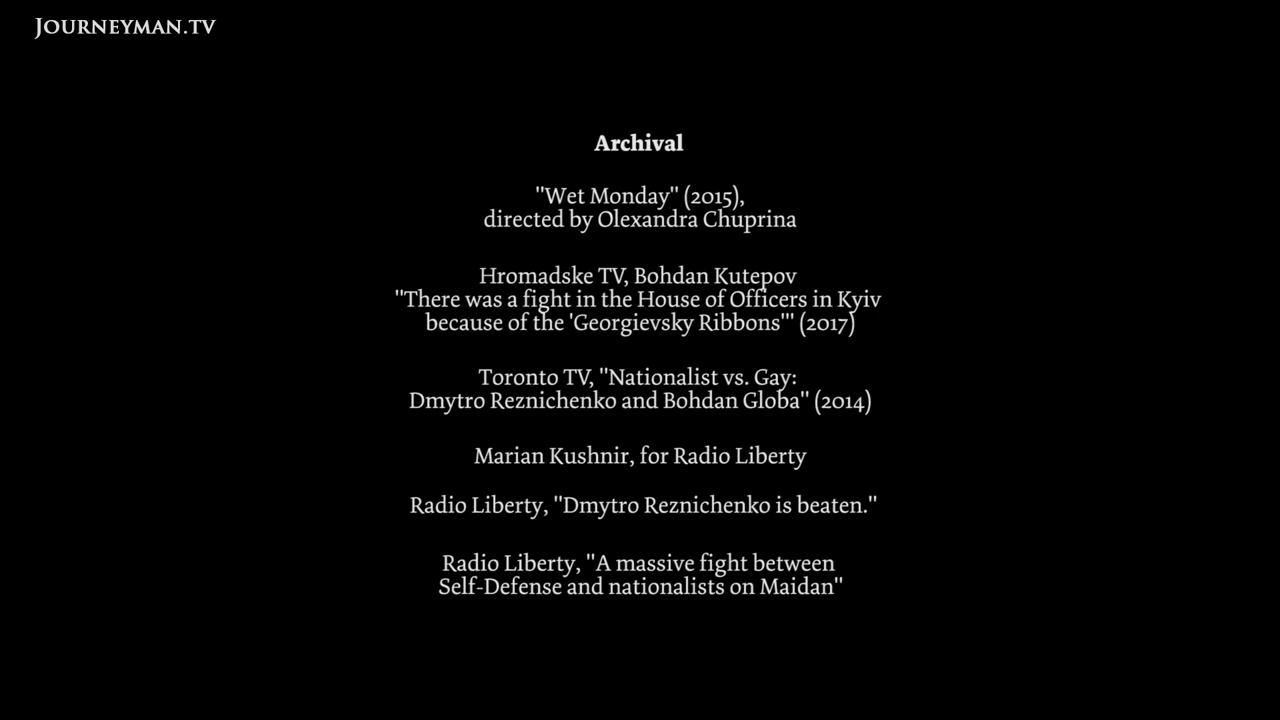 JOURNEYMAN.TV
Archival
"Wet Monday" (2015),
directed by Olexandra Chuprina
Hromadske TV, Bohdan Kutepov
"There was a fight in the House of Officers in Kyiv
because of the 'Georgievsky Ribbons'" (2017)
Toronto TV, "Nationalist vs. Gay:
Dmytro Reznichenko and Bohdan Globa" (2014)
Marian Kushnir, for Radio Liberty
Radio Liberty, "Dmytro Reznichenko is beaten."
Radio Liberty, "A massive fight between
Self-Defense and nationalists on Maidan"